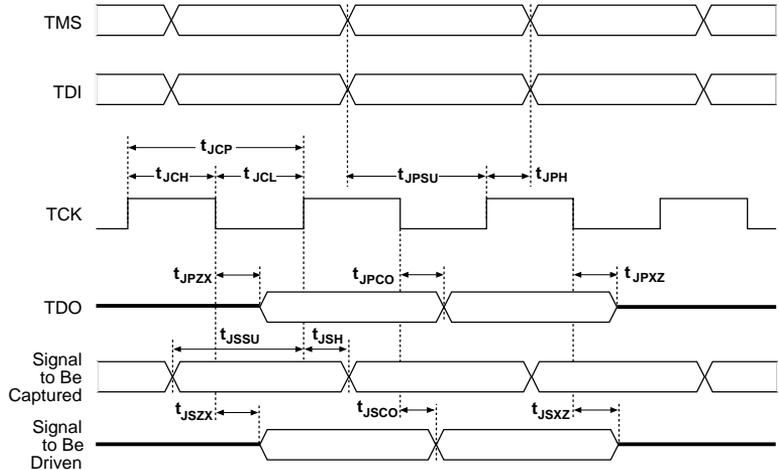 TMS
TDI
tJCP
tJCH tJCL tJPSU tJPH
TCK
tJPZX tJPCO tJPXZ
TDO
tJSSU tJSH
Signal
to Be
Captured
tJSZX tJSCO tJSXZ
Signal
to Be
Driven